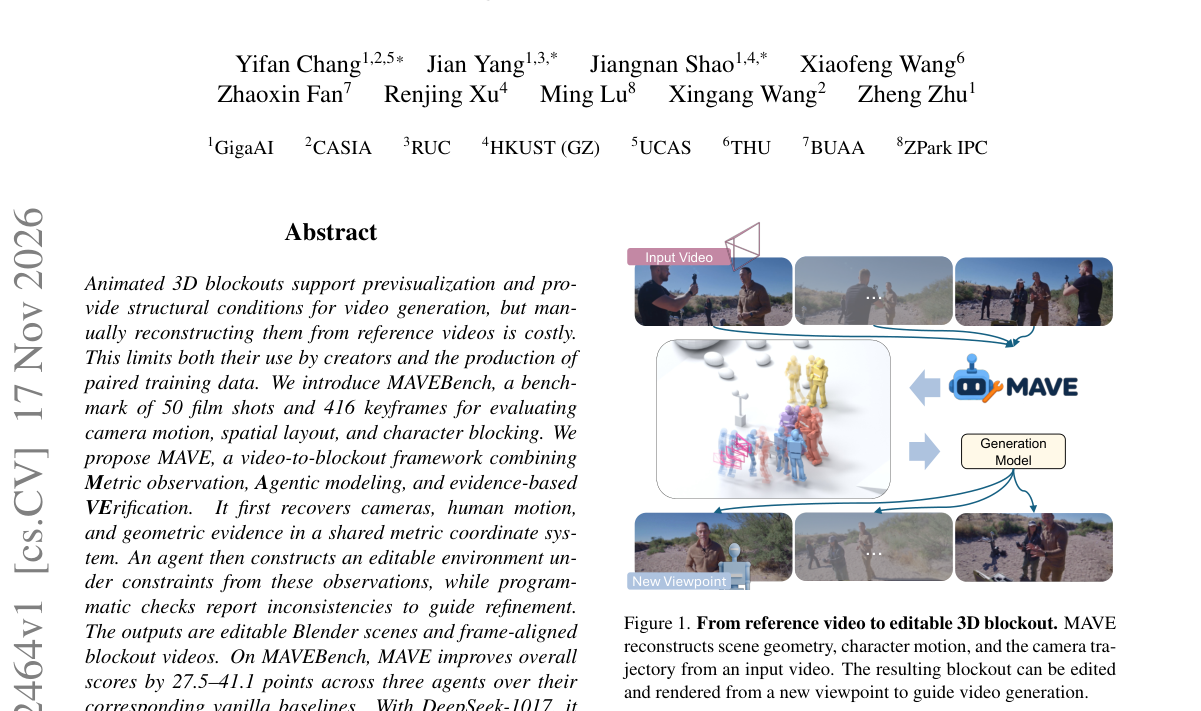 Yifan Chang1,2,5* Jian Yang1,3,* Jiangnan Shao1,4,* Xiaofeng Wang6
Zhaoxin Fan7 Renjing Xu4 Ming Lu8 Xingang Wang2 Zheng Zhu1
1GigaAI 2CASIA 3RUC 4HKUST (GZ) 5UCAS 6THU 7BUAA 8ZPark IPC
2464v1 [cs.CV] 17 Nov 2026
Abstract
Animated 3D blockouts support previsualization and pro-
vide structural conditions for video generation, but man-
ually reconstructing them from reference videos is costly.
This limits both their use by creators and the production of
paired training data. We introduce MAVEBench, a bench-
mark of 50 film shots and 416 keyframes for evaluating
camera motion, spatial layout, and character blocking. We
propose MAVE, a video-to-blockout framework combining
Metric observation, Agentic modeling, and evidence-based
VErification. It first recovers cameras, human motion,
and geometric evidence in a shared metric coordinate sys-
tem. An agent then constructs an editable environment un-
der constraints from these observations, while program-
matic checks report inconsistencies to guide refinement.
The outputs are editable Blender scenes and frame-aligned
blockout videos. On MAVEBench, MAVE improves overall
scores by 27.5–41.1 points across three agents over their
corresponding vanilla baselines. With DeepSeek-1017, it
Input Video
...
MAVE
Generation
Model
...
New Viewpoint
Figure 1. From reference video to editable 3D blockout. MAVE
reconstructs scene geometry, character motion, and the camera tra-
jectory from an input video. The resulting blockout can be edited
and rendered from a new viewpoint to guide video generation.